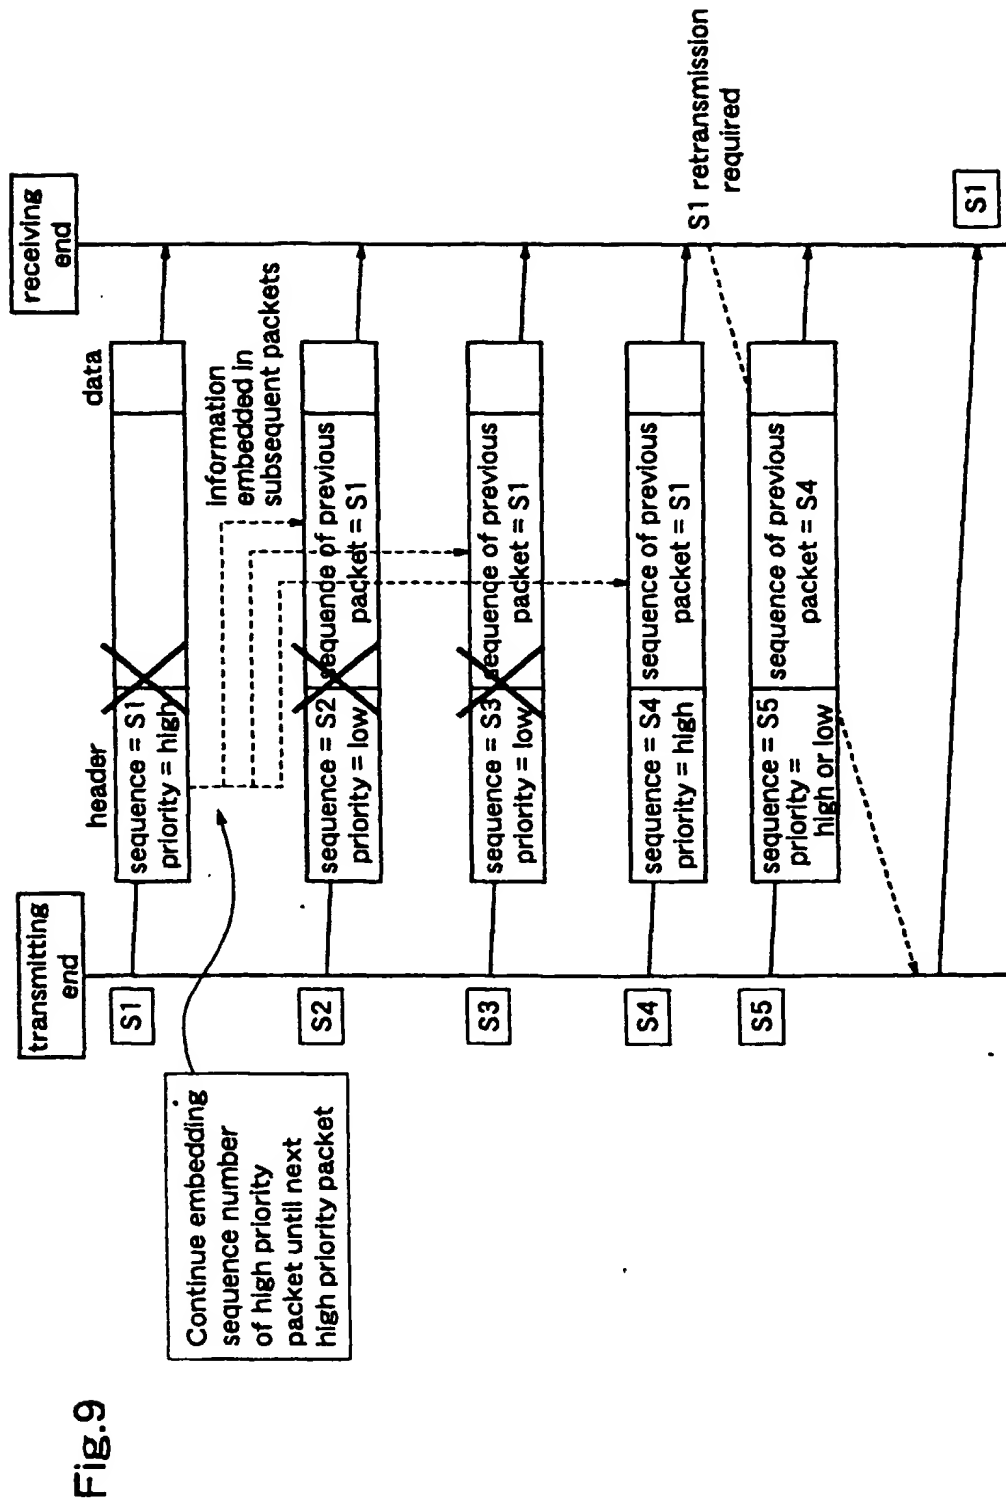 Fig.9
transmitting
end
receiving
end
header
data
S1
sequence = S1
priority = high
Information
embedded in
subsequent packets
Continue embedding
sequence number
of high priority
packet until next
high priority packet
S2
sequence = S2
priority = low
sequence of previous
packet = S1
S3
sequence = S3
priority = low
sequence of previous
packet = S1
S4
sequence = S4
priority = high
sequence of previous
packet = S1
S1 retransmission
required
S5
sequence = S5
priority =
high or low
sequence of previous
packet = S4
S1